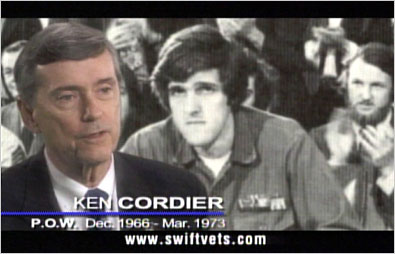 KEN CORDIER
P.O.W. Dec. 1966 - Mar. 1973
www.swiftvets.com